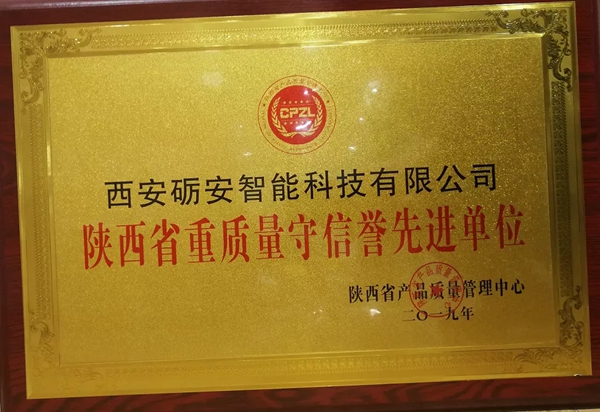 CPZL
西安砺安智能科技有限公司
陕西省重质量守信誉先进单位
陕西省产品质量管理中心
二〇一九年